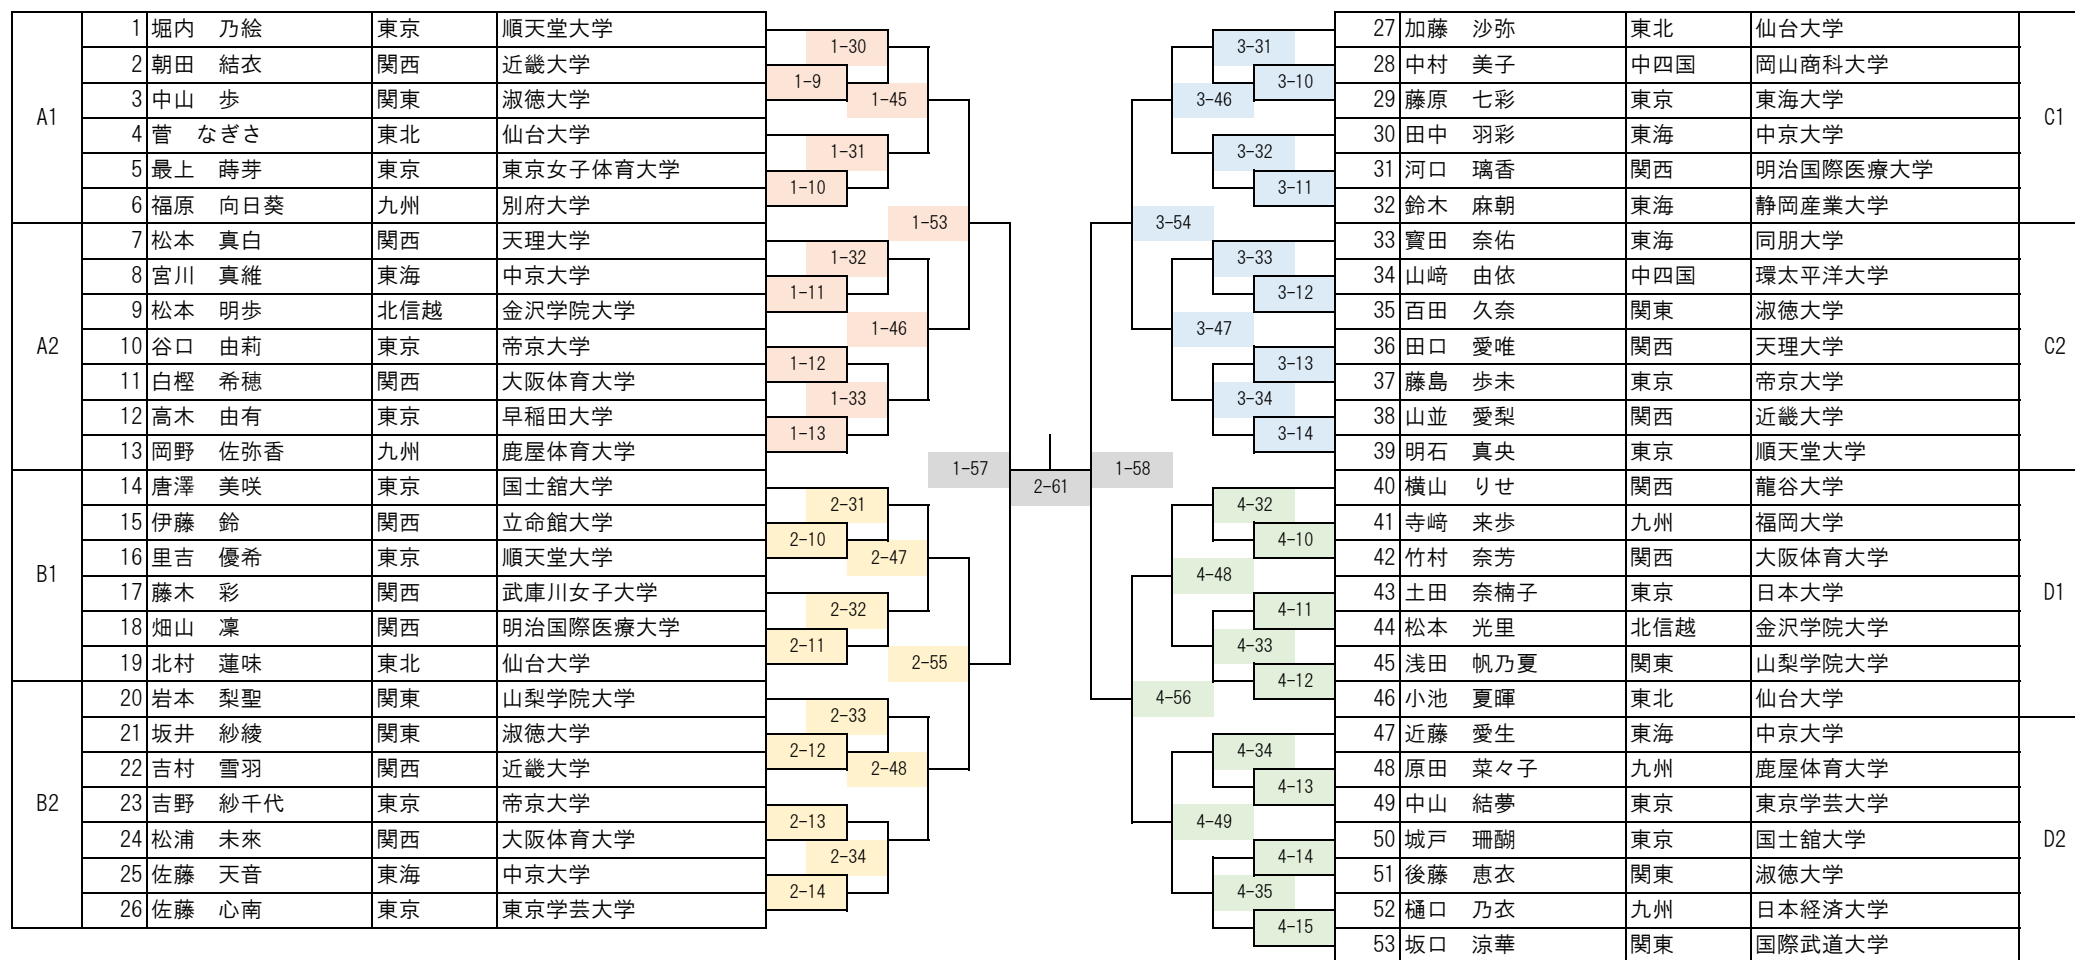 A1
1 堀内　乃絵 東京 順天堂大学
2 朝田　結衣 関西 近畿大学
3 中山　歩 関東 淑徳大学
4 菅　なぎさ 東北 仙台大学
5 最上　蒔芽 東京 東京女子体育大学
6 福原　向日葵 九州 別府大学
A2
7 松本　真白 関西 天理大学
8 宮川　真維 東海 中京大学
9 松本　明歩 北信越 金沢学院大学
10 谷口　由莉 東京 帝京大学
11 白樫　希穂 関西 大阪体育大学
12 高木　由有 東京 早稲田大学
13 岡野　佐弥香 九州 鹿屋体育大学
B1
14 唐澤　美咲 東京 国士舘大学
15 伊藤　鈴 関西 立命館大学
16 里吉　優希 東京 順天堂大学
17 藤木　彩 関西 武庫川女子大学
18 畑山　凜 関西 明治国際医療大学
19 北村　蓮味 東北 仙台大学
B2
20 岩本　梨聖 関東 山梨学院大学
21 坂井　紗綾 関東 淑徳大学
22 吉村　雪羽 関西 近畿大学
23 吉野　紗千代 東京 帝京大学
24 松浦　未來 関西 大阪体育大学
25 佐藤　天音 東海 中京大学
26 佐藤　心南 東京 東京学芸大学
1-30
1-9
1-45
1-31
1-10
1-53
1-32
1-11
1-46
1-12
1-33
1-13
1-57
2-31
2-10
2-47
2-32
2-11
2-55
2-33
2-12
2-48
2-13
2-34
2-14
2-61
1-58
3-31
3-10
3-46
3-32
3-11
3-54
3-33
3-12
3-47
3-13
3-34
3-14
4-32
4-10
4-48
4-11
4-33
4-12
4-56
4-34
4-13
4-49
4-14
4-35
4-15
27 加藤　沙弥 東北 仙台大学
28 中村　美子 中四国 岡山商科大学
29 藤原　七彩 東京 東海大学
30 田中　羽彩 東海 中京大学
31 河口　璃香 関西 明治国際医療大学
32 鈴木　麻朝 東海 静岡産業大学
C1
33 寳田　奈佑 東海 同朋大学
34 山﨑　由依 中四国 環太平洋大学
35 百田　久奈 関東 淑徳大学
36 田口　愛唯 関西 天理大学
37 藤島　歩未 東京 帝京大学
38 山並　愛梨 関西 近畿大学
39 明石　真央 東京 順天堂大学
C2
40 横山　りせ 関西 龍谷大学
41 寺﨑　来歩 九州 福岡大学
42 竹村　奈芳 関西 大阪体育大学
43 土田　奈楠子 東京 日本大学
44 松本　光里 北信越 金沢学院大学
45 浅田　帆乃夏 関東 山梨学院大学
46 小池　夏暉 東北 仙台大学
D1
47 近藤　愛生 東海 中京大学
48 原田　菜々子 九州 鹿屋体育大学
49 中山　結夢 東京 東京学芸大学
50 城戸　珊瑚 東京 国士舘大学
51 後藤　恵衣 関東 淑徳大学
52 樋口　乃衣 九州 日本経済大学
53 坂口　涼華 関東 国際武道大学
D2